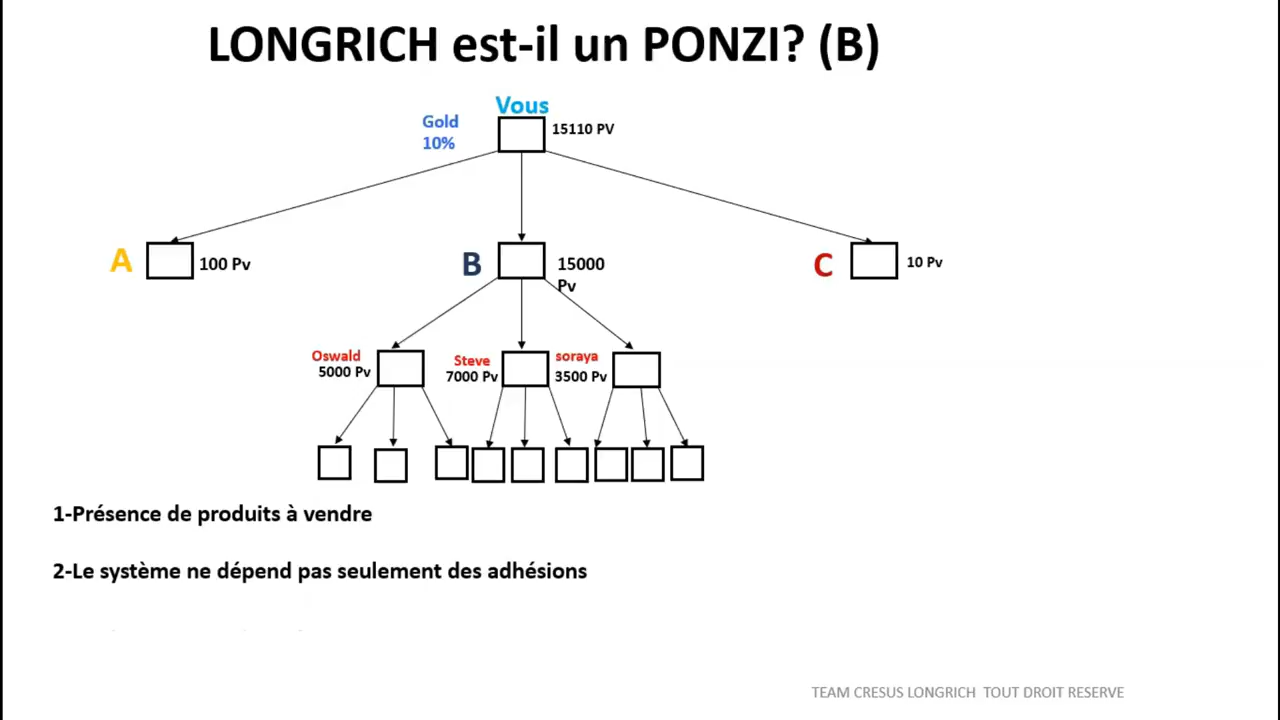 LONGRICH est-il un PONZI? (B)
Vous
Gold
10%
15110 PV
A
100 Pv
B
15000
Pv
C
10 Pv
Oswald
5000 Pv
Steve
7000 Pv
soraya
3500 Pv
1-Présence de produits à vendre
2-Le système ne dépend pas seulement des adhésions
TEAM CRESUS LONGRICH TOUT DROIT RESERVE